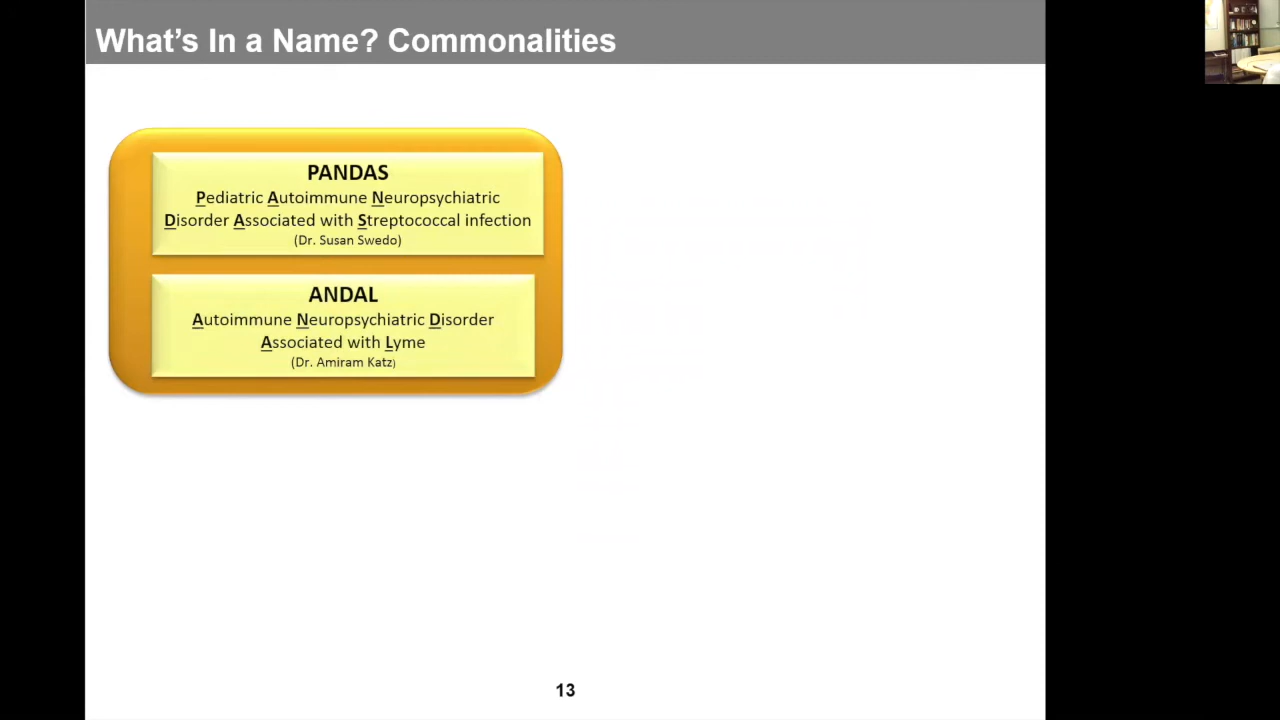 What's In a Name? Commonalities
PANDAS
Pediatric Autoimmune Neuropsychiatric
Disorder Associated with Streptococcal infection
(Dr. Susan Swedo)
ANDAL
Autoimmune Neuropsychiatric Disorder
Associated with Lyme
(Dr. Amiram Katz)
13